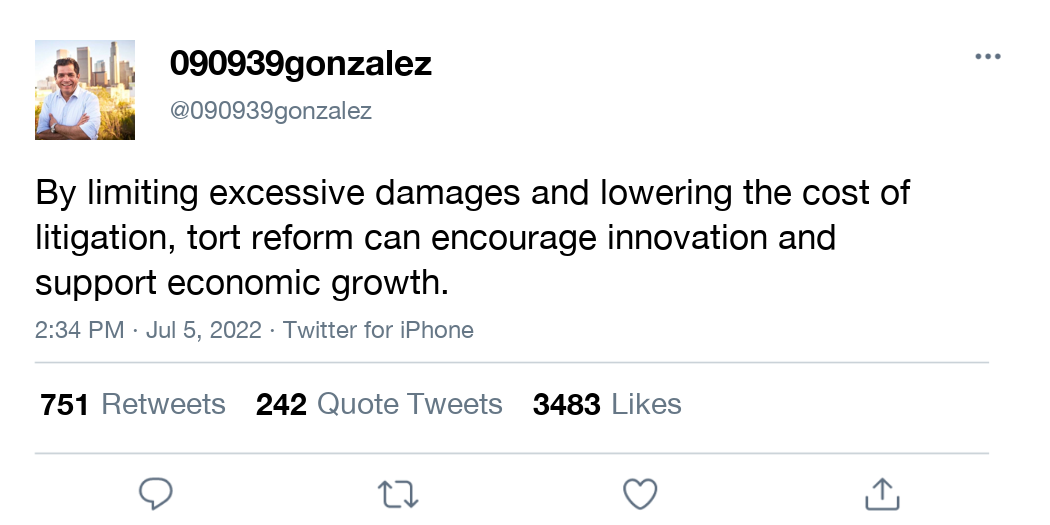 090939gonzalez
@090939gonzalez
By limiting excessive damages and lowering the cost of
litigation, tort reform can encourage innovation and
support economic growth.
2:34 PM · Jul 5, 2022 · Twitter for iPhone
751 Retweets 242 Quote Tweets 3483 Likes